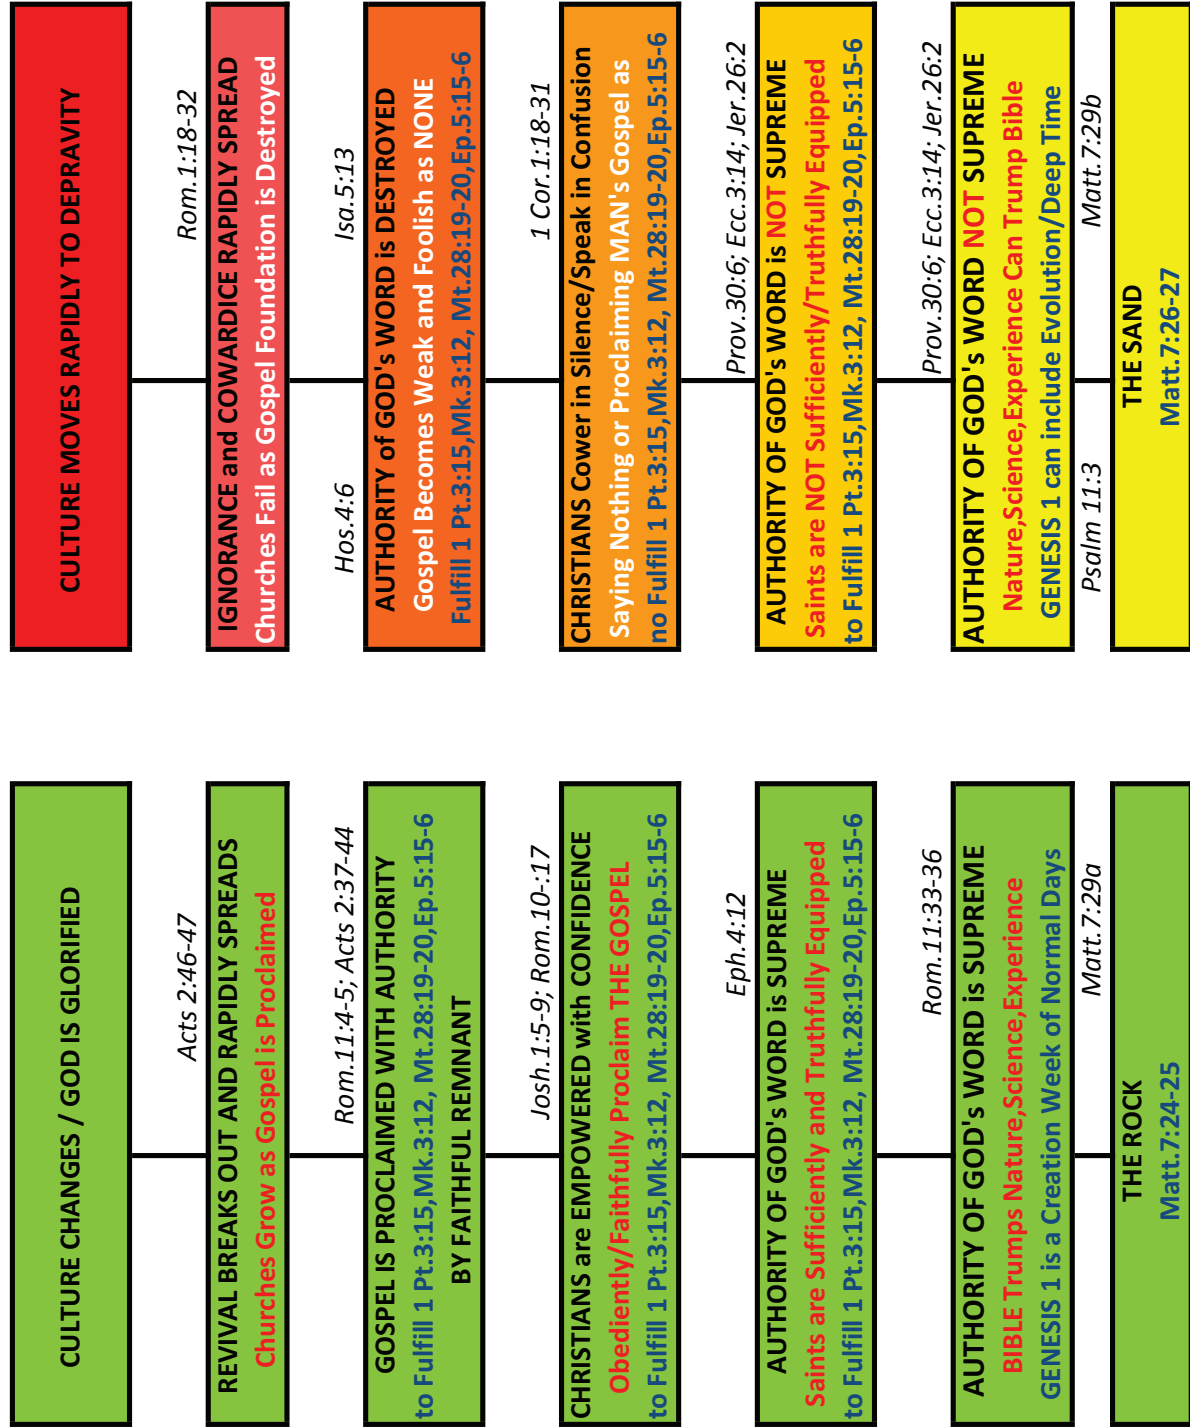 CULTURE CHANGES / GOD IS GLORIFIED
Acts 2:46-47
REVIVAL BREAKS OUT AND RAPIDLY SPREADS
Churches Grow as Gospel is Proclaimed
Rom.11:4-5; Acts 2:37-44
GOSPEL IS PROCLAIMED WITH AUTHORITY
to Fulfill 1 Pt.3:15,Mk.3:12, Mt.28:19-20,Ep.5:15-6
BY FAITHFUL REMNANT
Josh.1:5-9; Rom.10-:17
CHRISTIANS are EMPOWERED with CONFIDENCE
Obediently/Faithfully Proclaim THE GOSPEL
to Fulfill 1 Pt.3:15,Mk.3:12, Mt.28:19-20,Ep.5:15-6
Eph.4:12
AUTHORITY OF GOD's WORD is SUPREME
Saints are Sufficiently and Truthfully Equipped
to Fulfill 1 Pt.3:15,Mk.3:12, Mt.28:19-20,Ep.5:15-6
Rom.11:33-36
AUTHORITY OF GOD'S WORD is SUPREME
BIBLE Trumps Nature,Science,Experience
GENESIS 1 is a Creation Week of Normal Days
Matt.7:29a
THE ROCK
Matt.7:24-25
CULTURE MOVES RAPIDLY TO DEPRAVITY
Rom.1:18-32
IGNORANCE and COWARDICE RAPIDLY SPREAD
Churches Fail as Gospel Foundation is Destroyed
Hos.4:6 Isa.5:13
AUTHORITY of GOD's WORD is DESTROYED
Gospel Becomes Weak and Foolish as NONE
Fulfill 1 Pt.3:15,Mk.3:12, Mt.28:19-20,Ep.5:15-6
1 Cor.1:18-31
CHRISTIANS Cower in Silence/Speak in Confusion
Saying Nothing or Proclaiming MAN's Gospel as
no Fulfill 1 Pt.3:15,Mk.3:12, Mt.28:19-20,Ep.5:15-6
Prov.30:6; Ecc.3:14; Jer.26:2
AUTHORITY OF GOD's WORD is NOT SUPREME
Saints are NOT Sufficiently/Truthfully Equipped
to Fulfill 1 Pt.3:15,Mk.3:12, Mt.28:19-20,Ep.5:15-6
Prov.30:6; Ecc.3:14; Jer.26:2
AUTHORITY OF GOD'S WORD NOT SUPREME
Nature,Science,Experience Can Trump Bible
GENESIS 1 can include Evolution/Deep Time
Psalm 11:3 Matt.7:29b
THE SAND
Matt.7:26-27